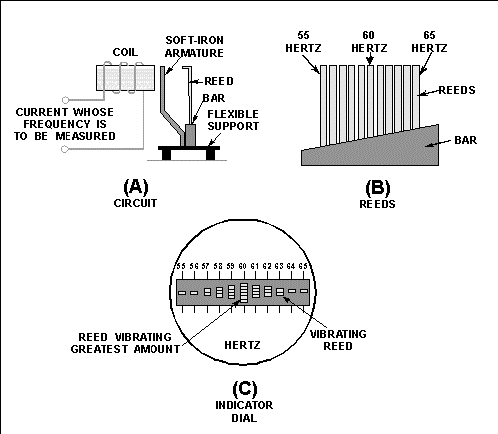 COIL
SOFT-IRON
ARMATURE
REED
BAR
FLEXIBLE
SUPPORT
CURRENT WHOSE
FREQUENCY IS
TO BE MEASURED
(A)
CIRCUIT
55
HERTZ
60
HERTZ
65
HERTZ
REEDS
BAR
(B)
REEDS
55 56 57 58 59 60 61 62 63 64 65
REED VIBRATING
GREATEST AMOUNT
VIBRATING
REED
HERTZ
(C)
INDICATOR
DIAL